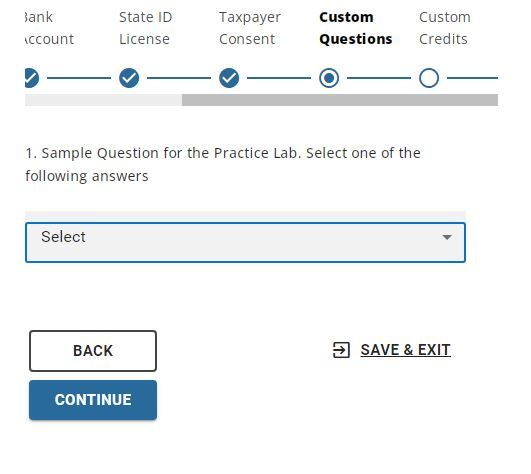 Bank State ID Taxpayer Custom Custom
Account License Consent Questions Credits
1. Sample Question for the Practice Lab. Select one of the
following answers
Select
BACK
SAVE & EXIT
CONTINUE